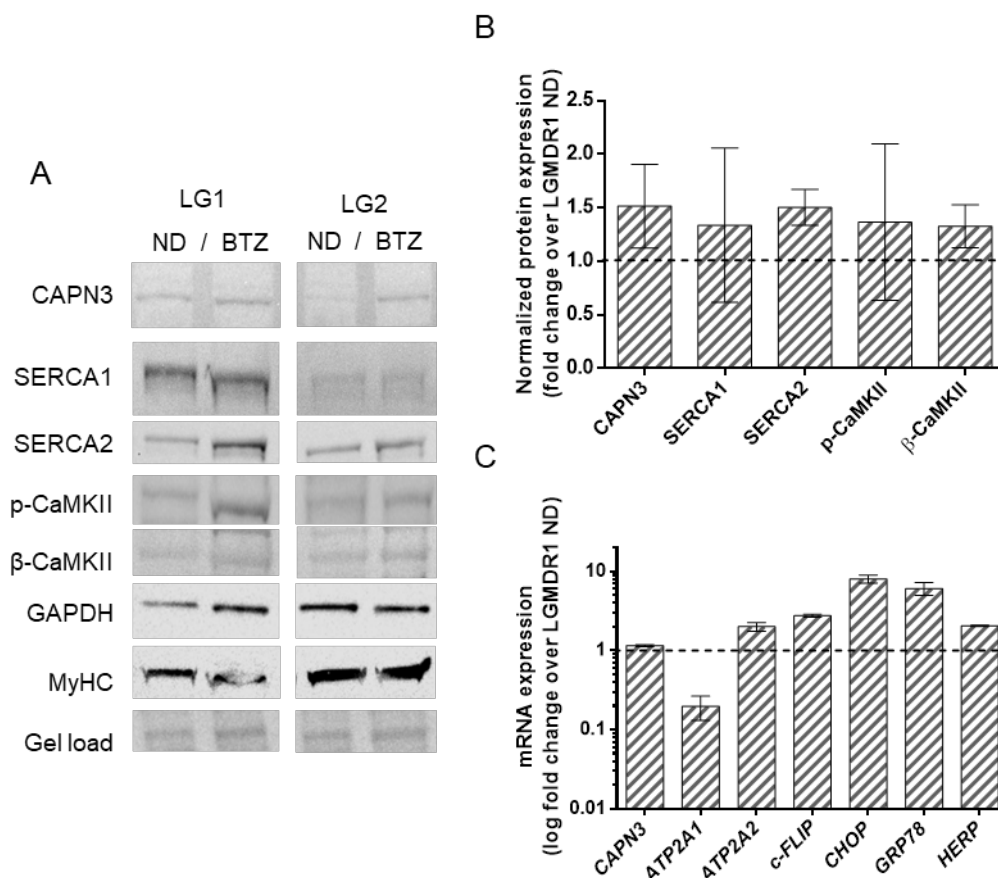 A
LG1
LG2
ND / BTZ
ND / BTZ
CAPN3
SERCA1
SERCA2
p-CaMKII
β-CaMKII
GAPDH
MyHC
Gel load
B
Normalized protein expression
(fold change over LGMDR1 ND)
2.5
2.0
1.5
1.0
0.5
0.0
CAPN3
SERCA1
SERCA2
p-CaMKII
β-CaMKII
C
mRNA expression
(log fold change over LGMDR1 ND)
10
1
0.1
0.01
CAPN3
ATP2A1
ATP2A2
c-FLIP
CHOP
GRP78
HERP